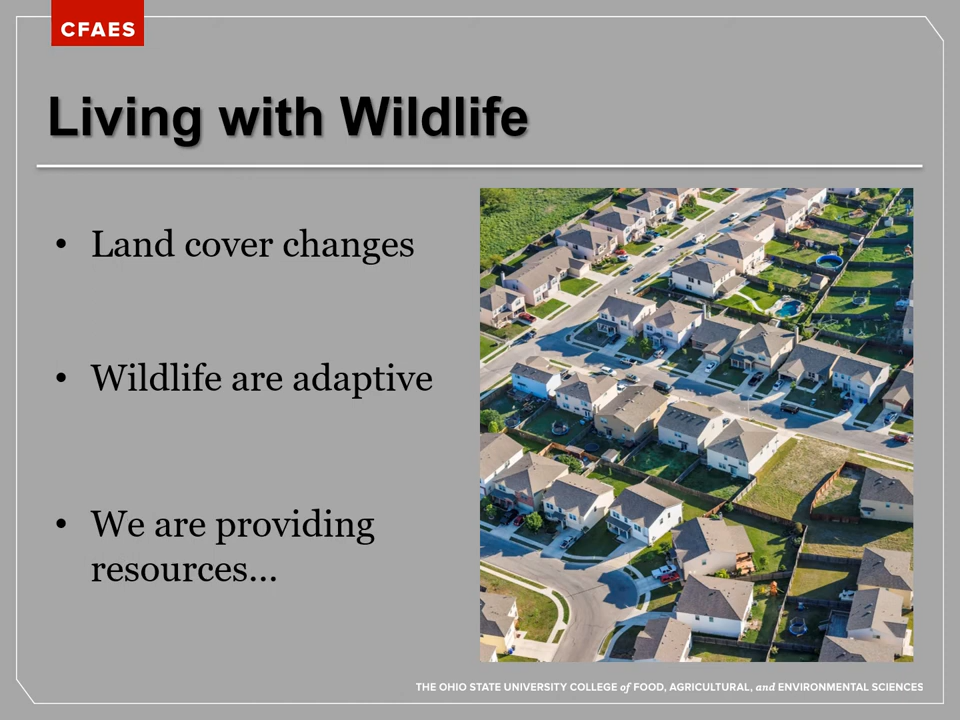 CFAES
Living with Wildlife
• Land cover changes
• Wildlife are adaptive
• We are providing
resources...
THE OHIO STATE UNIVERSITY COLLEGE of FOOD, AGRICULTURAL, and ENVIRONMENTAL SCIENCES